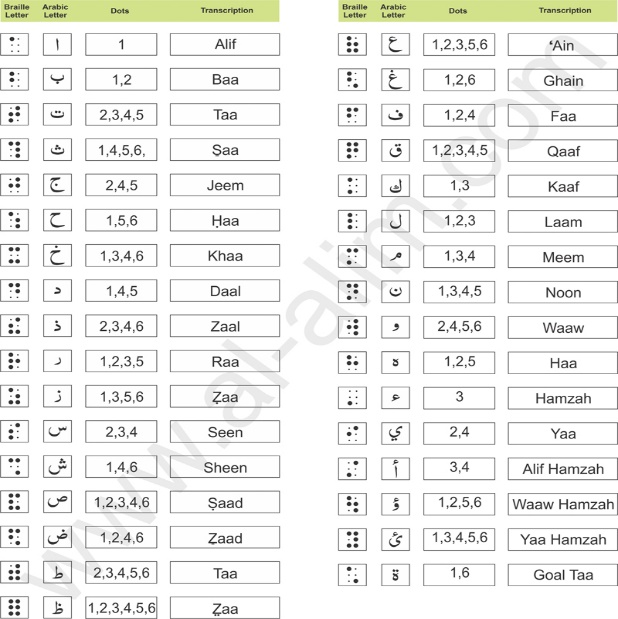 Braille Letter Arabic Letter Dots Transcription
ا 1 Alif
ب 1,2 Baa
ت 2,3,4,5 Taa
ث 1,4,5,6, Ṣaa
ج 2,4,5 Jeem
ح 1,5,6 Ḥaa
خ 1,3,4,6 Khaa
د 1,4,5 Daal
ذ 2,3,4,6 Zaal
ر 1,2,3,5 Raa
ز 1,3,5,6 Ẓaa
س 2,3,4 Seen
ش 1,4,6 Sheen
ص 1,2,3,4,6 Ṣaad
ض 1,2,4,6 Ẓaad
ط 2,3,4,5,6 Taa
ظ 1,2,3,4,5,6 Ẓaa
Braille Letter Arabic Letter Dots Transcription
ع 1,2,3,5,6 ‘Ain
غ 1,2,6 Ghain
ف 1,2,4 Faa
ق 1,2,3,4,5 Qaaf
ك 1,3 Kaaf
ل 1,2,3 Laam
م 1,3,4 Meem
ن 1,3,4,5 Noon
و 2,4,5,6 Waaw
ه 1,2,5 Haa
ء 3 Hamzah
ي 2,4 Yaa
أ 3,4 Alif Hamzah
ؤ 1,2,5,6 Waaw Hamzah
ئ 1,3,4,5,6 Yaa Hamzah
ة 1,6 Goal Taa
www.al-alim.com